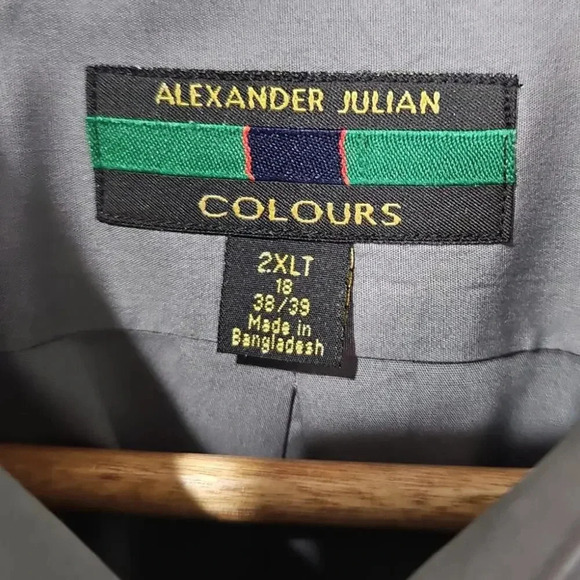 ALEXANDER JULIAN
COLOURS
2XLT
18
38/39
Made in
Bangladesh